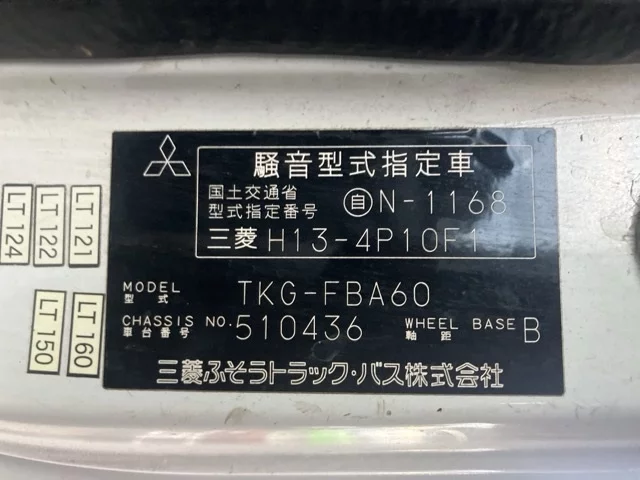 騒音型式指定車
国土交通省
型式指定番号 自N-1168
三菱 H13-4P10F1
MODEL
型式
TKG-FBA60
CHASSIS NO.
車台番号
510436
WHEEL BASE
軸距
B
三菱ふそうトラック・バス株式会社
LT 121
LT 122
LT 124
LT 160
LT 150